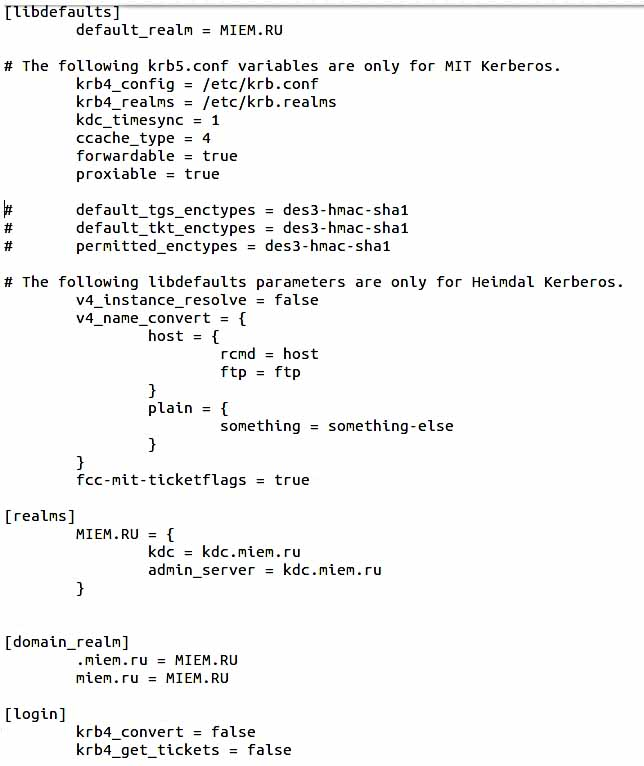 [libdefaults]
        default_realm = MIEM.RU

# The following krb5.conf variables are only for MIT Kerberos.
        krb4_config = /etc/krb.conf
        krb4_realms = /etc/krb.realms
        kdc_timesync = 1
        ccache_type = 4
        forwardable = true
        proxiable = true

#       default_tgs_enctypes = des3-hmac-sha1
#       default_tkt_enctypes = des3-hmac-sha1
#       permitted_enctypes = des3-hmac-sha1

# The following libdefaults parameters are only for Heimdal Kerberos.
        v4_instance_resolve = false
        v4_name_convert = {
                host = {
                        rcmd = host
                        ftp = ftp
                }
                plain = {
                        something = something-else
                }
        }
        fcc-mit-ticketflags = true

[realms]
        MIEM.RU = {
                kdc = kdc.miem.ru
                admin_server = kdc.miem.ru
        }


[domain_realm]
        .miem.ru = MIEM.RU
        miem.ru = MIEM.RU

[login]
        krb4_convert = false
        krb4_get_tickets = false